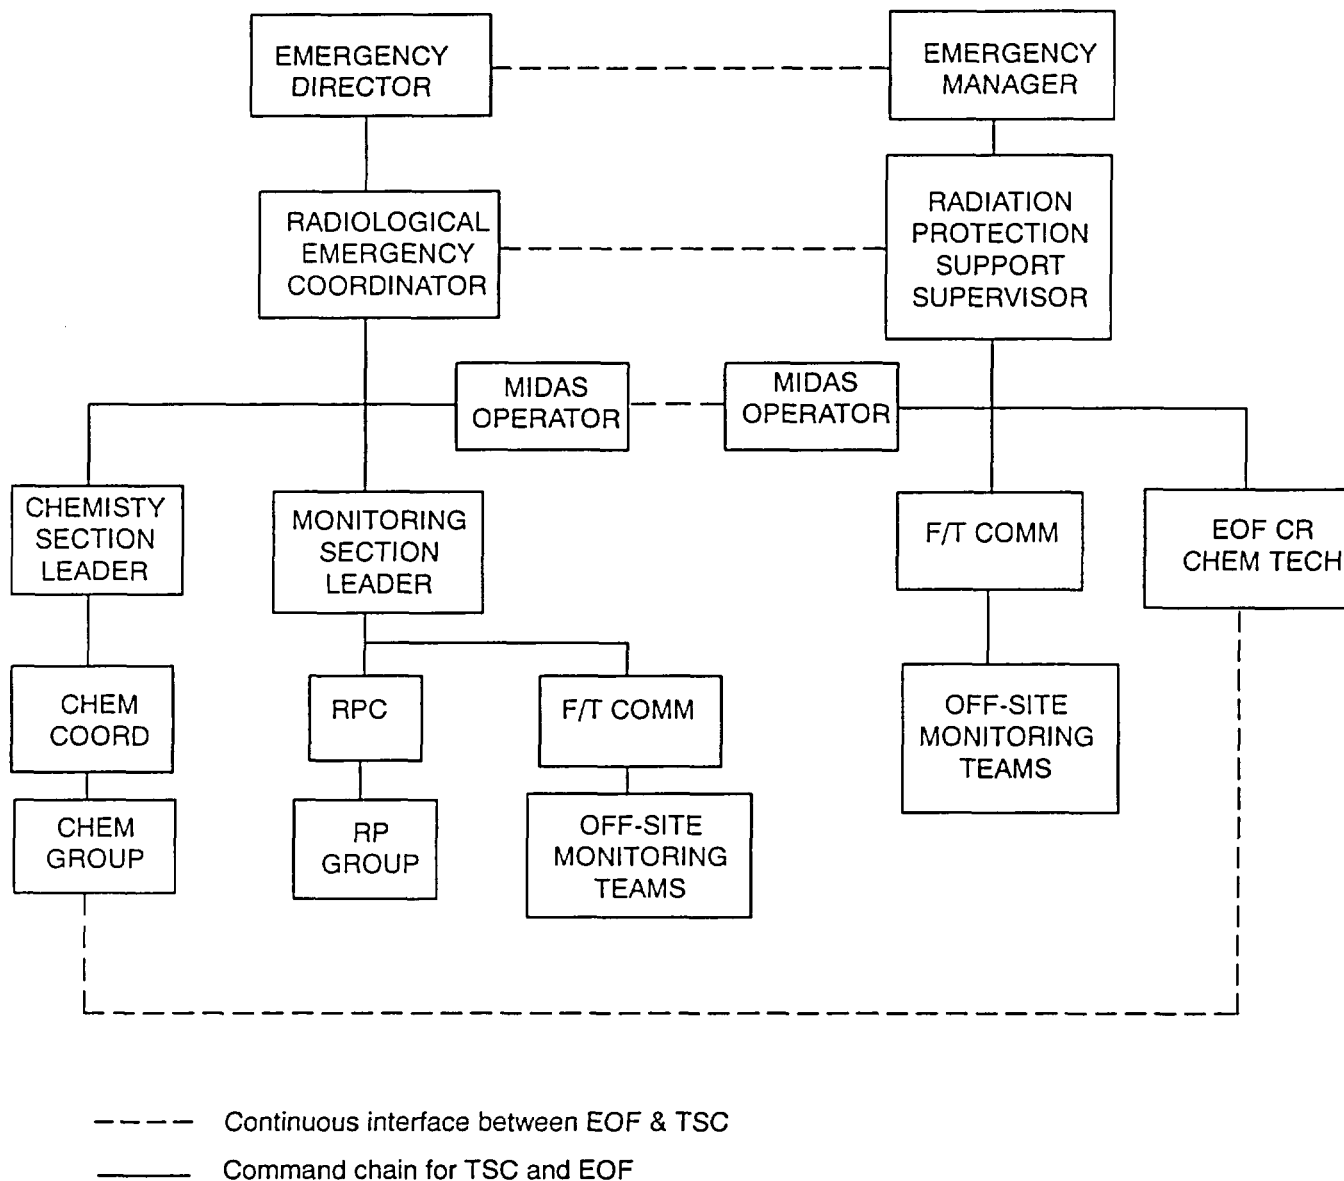 EMERGENCY
DIRECTOR
EMERGENCY
MANAGER
RADIOLOGICAL
EMERGENCY
COORDINATOR
RADIATION
PROTECTION
SUPPORT
SUPERVISOR
MIDAS
OPERATOR
MIDAS
OPERATOR
CHEMISTY
SECTION
LEADER
MONITORING
SECTION
LEADER
F/T COMM
EOF CR
CHEM TECH
CHEM
COORD
RPC
F/T COMM
OFF-SITE
MONITORING
TEAMS
CHEM
GROUP
RP
GROUP
OFF-SITE
MONITORING
TEAMS
Continuous interface between EOF & TSC
Command chain for TSC and EOF